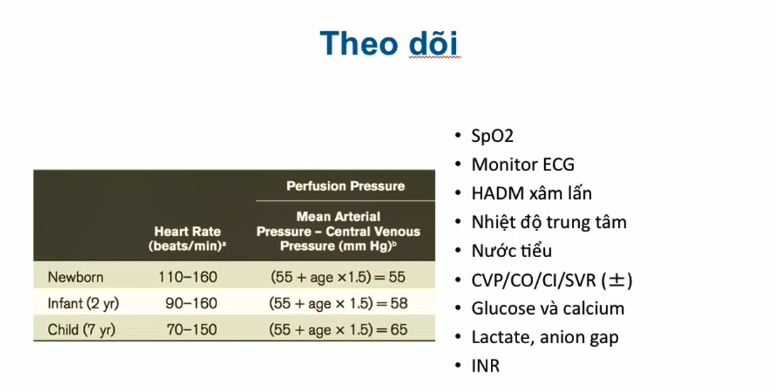 Theo dõi
Perfusion Pressure
Heart Rate
(beats/min)ᵃ
Mean Arterial
Pressure – Central Venous
Pressure (mm Hg)ᵇ
Newborn 110–160 (55 + age ×1.5) = 55
Infant (2 yr) 90–160 (55 + age × 1.5) = 58
Child (7 yr) 70–150 (55 + age × 1.5) = 65
• SpO2
• Monitor ECG
• HADM xâm lấn
• Nhiệt độ trung tâm
• Nước tiểu
• CVP/CO/CI/SVR (±)
• Glucose và calcium
• Lactate, anion gap
• INR